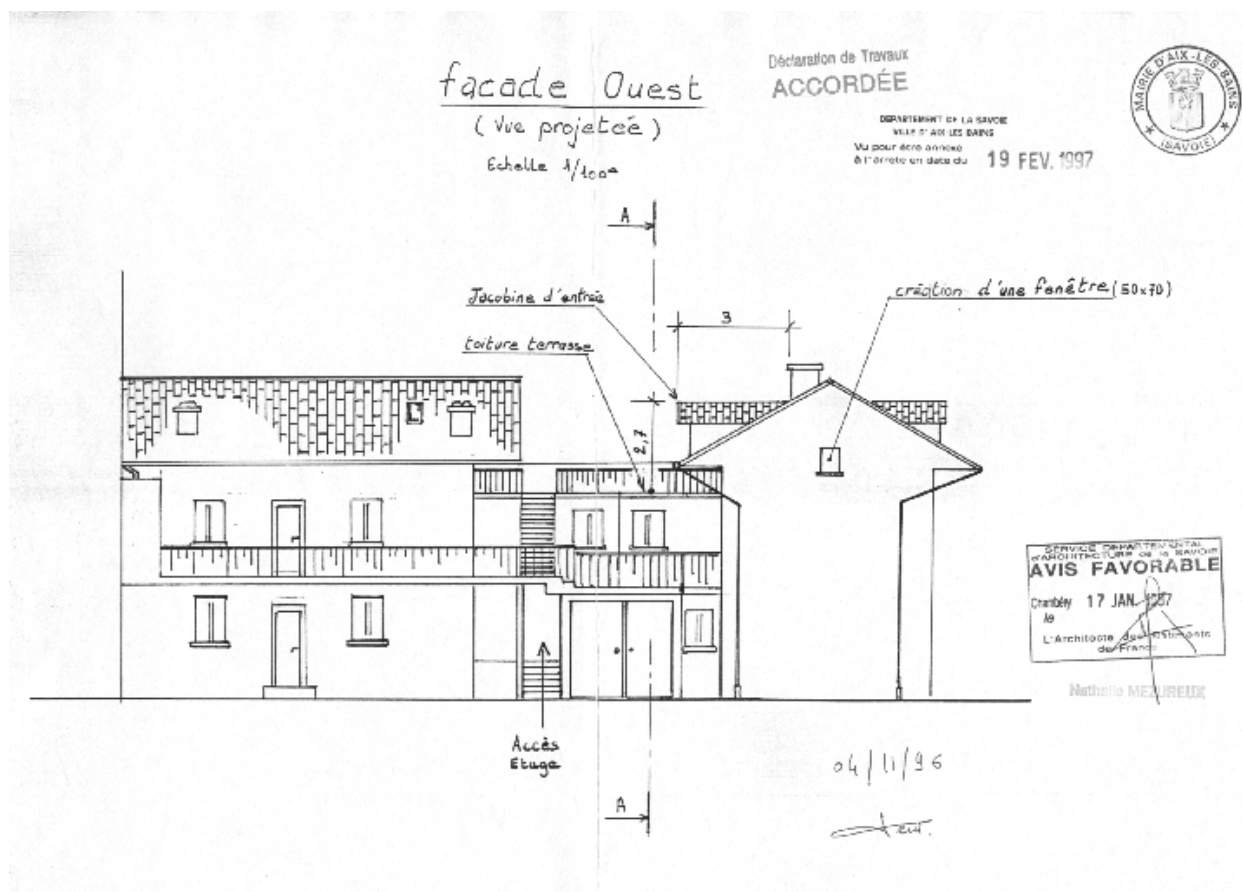 facade Ouest
(Vue projetée)
Echelle 1/100e
Déclaration de Travaux
ACCORDÉE
DEPARTEMENT DE LA SAVOIE
VILLE D'AIX LES BAINS
Vu pour être annexé
à l'arrêté en date du 19 FEV. 1997
MAIRIE D'AIX-LES-BAINS
(SAVOIE)
A
Jacobine d'entrée
toiture terrasse
3
création d'une fenêtre (50x70)
2,7
SERVICE DEPARTEMENTAL
D'ARCHITECTURE de la SAVOIE
AVIS FAVORABLE
Chambéry 17 JAN. 1997
le
L'Architecte des Bâtiments
de France
Nathalie MEZUREUX
Accès
Etage
04/11/96
A